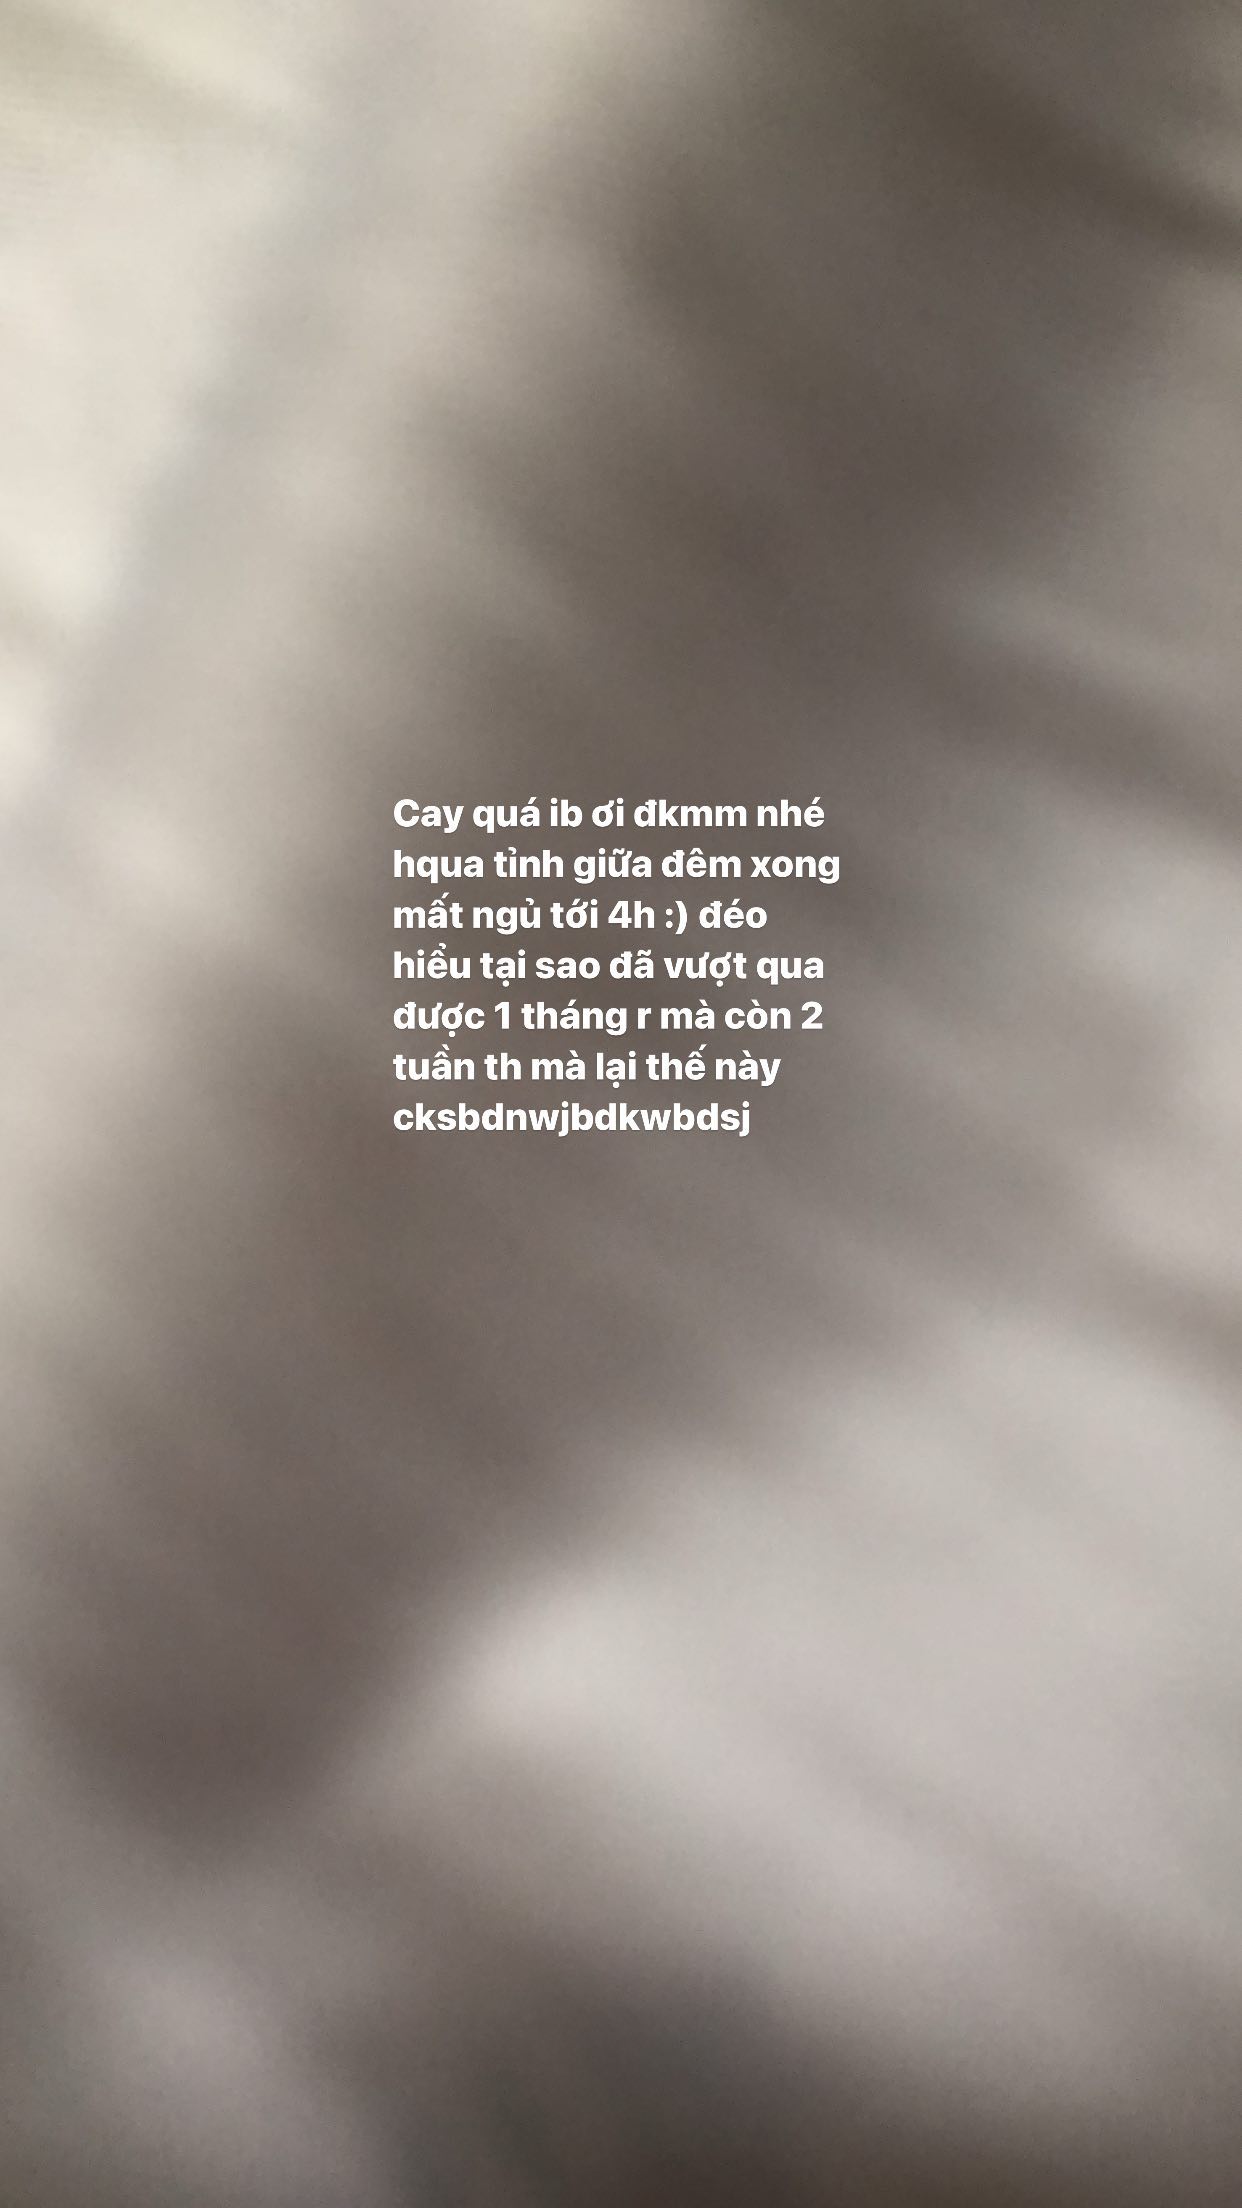 Cay quá ib ơi đkmm nhé
hqua tỉnh giữa đêm xong
mất ngủ tới 4h :) đéo
hiểu tại sao đã vượt qua
được 1 tháng r mà còn 2
tuần th mà lại thế này
cksbdnwjbdkwbdsj